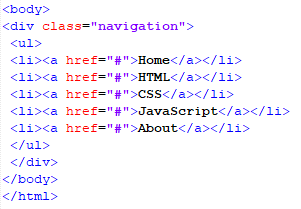 <body>
<div class="navigation">
<ul>
<li><a href="#">Home</a></li>
<li><a href="#">HTML</a></li>
<li><a href="#">CSS</a></li>
<li><a href="#">JavaScript</a></li>
<li><a href="#">About</a></li>
</ul>
</div>
</body>
</html>